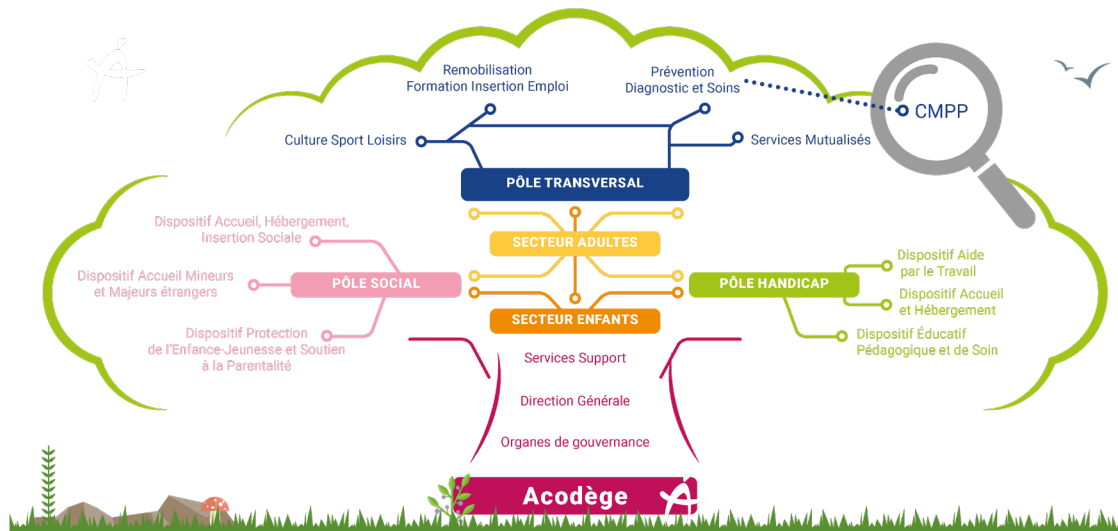 Remobilisation
Formation Insertion Emploi
Prévention
Diagnostic et Soins
CMPP
Culture Sport Loisirs
Services Mutualisés
PÔLE TRANSVERSAL
Dispositif Accueil, Hébergement,
Insertion Sociale
SECTEUR ADULTES
Dispositif Aide
par le Travail
Dispositif Accueil Mineurs
et Majeurs étrangers
PÔLE SOCIAL
PÔLE HANDICAP
Dispositif Accueil
et Hébergement
SECTEUR ENFANTS
Dispositif Protection
de l'Enfance-Jeunesse et Soutien
à la Parentalité
Dispositif Éducatif
Pédagogique et de Soin
Services Support
Direction Générale
Organes de gouvernance
Acodège